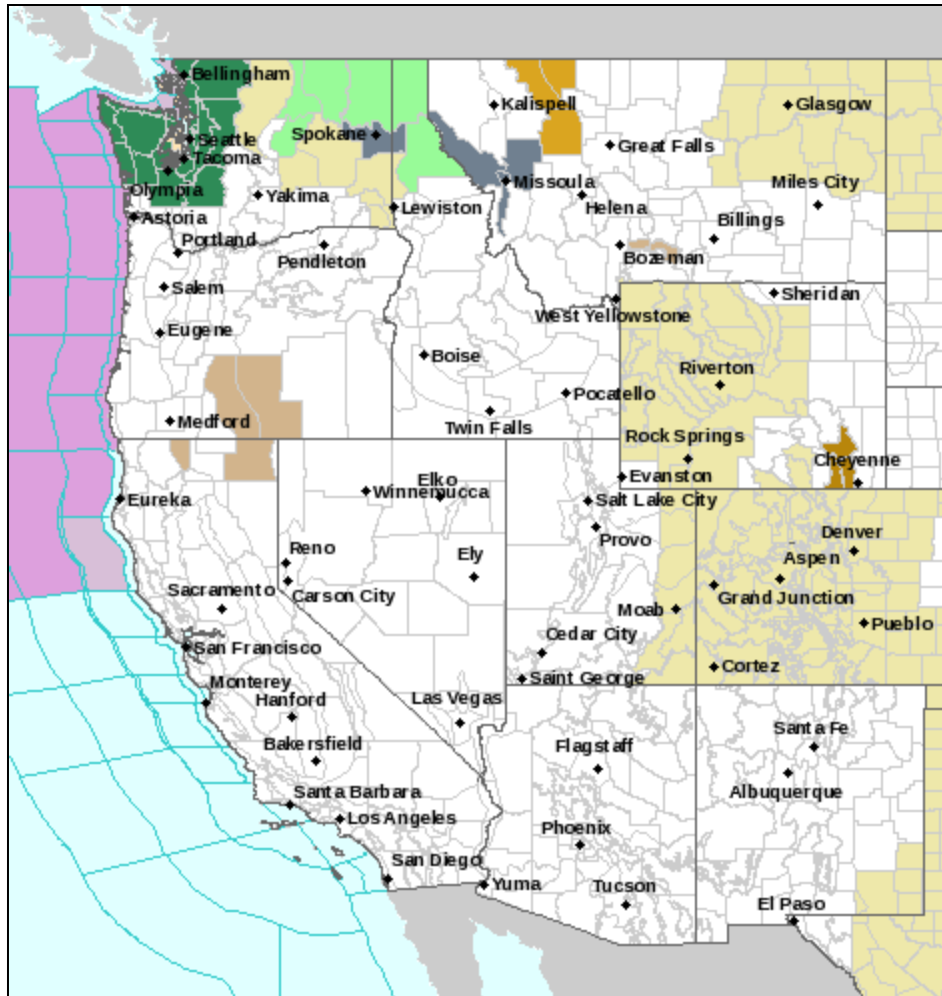 Bellingham
Kalispell
Glasgow
Spokane
Seattle
Great Falls
Tacoma
Olympia
Yakima
Missoula
Miles City
Helena
Lewiston
Astoria
Billings
Portland
Pendleton
Bozeman
Salem
Sheridan
West Yellowstone
Eugene
Boise
Riverton
Pocatello
Medford
Twin Falls
Rock Springs
Cheyenne
Elko
Evanston
Winnemucca
Eureka
Salt Lake City
Denver
Provo
Reno
Ely
Aspen
Sacramento
Carson City
Grand Junction
Moab
Pueblo
Cedar City
San Francisco
Cortez
Saint George
Monterey
Hanford
Las Vegas
Santa Fe
Flagstaff
Bakersfield
Albuquerque
Santa Barbara
Los Angeles
Phoenix
San Diego
Yuma
Tucson
El Paso